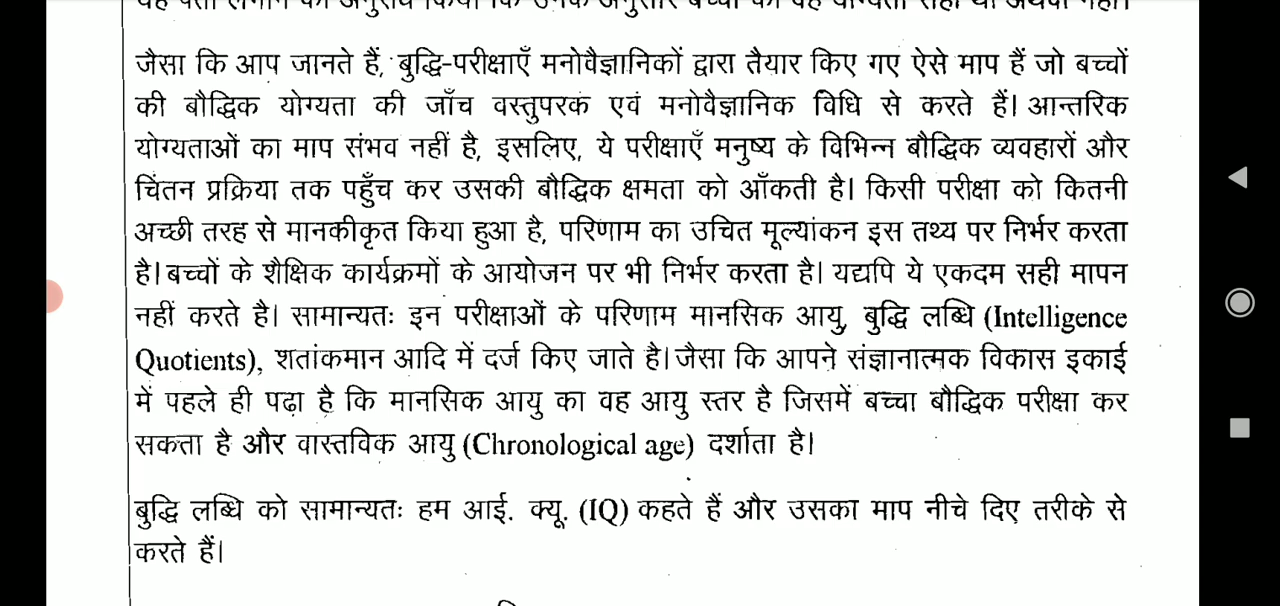 जैसा कि आप जानते हैं, बुद्धि-परीक्षाएँ मनोवैज्ञानिकों द्वारा तैयार किए गए ऐसे माप हैं जो बच्चों
की बौद्धिक योग्यता की जाँच वस्तुपरक एवं मनोवैज्ञानिक विधि से करते हैं। आन्तरिक
योग्यताओं का माप संभव नहीं है, इसलिए, ये परीक्षाएँ मनुष्य के विभिन्न बौद्धिक व्यवहारों और
चिंतन प्रक्रिया तक पहुँच कर उसकी बौद्धिक क्षमता को आँकती है। किसी परीक्षा को कितनी
अच्छी तरह से मानकीकृत किया हुआ है, परिणाम का उचित मूल्यांकन इस तथ्य पर निर्भर करता
है। बच्चों के शैक्षिक कार्यक्रमों के आयोजन पर भी निर्भर करता है। यद्यपि ये एकदम सही मापन
नहीं करते है। सामान्यतः इन परीक्षाओं के परिणाम मानसिक आयु, बुद्धि लब्धि (Intelligence
Quotients), शतांकमान आदि में दर्ज किए जाते है। जैसा कि आपने संज्ञानात्मक विकास इकाई
में पहले ही पढ़ा है कि मानसिक आयु का वह आयु स्तर है जिसमें बच्चा बौद्धिक परीक्षा कर
सकता है और वास्तविक आयु (Chronological age) दर्शाता है।
बुद्धि लब्धि को सामान्यतः हम आई. क्यू. (IQ) कहते हैं और उसका माप नीचे दिए तरीके से
करते हैं।